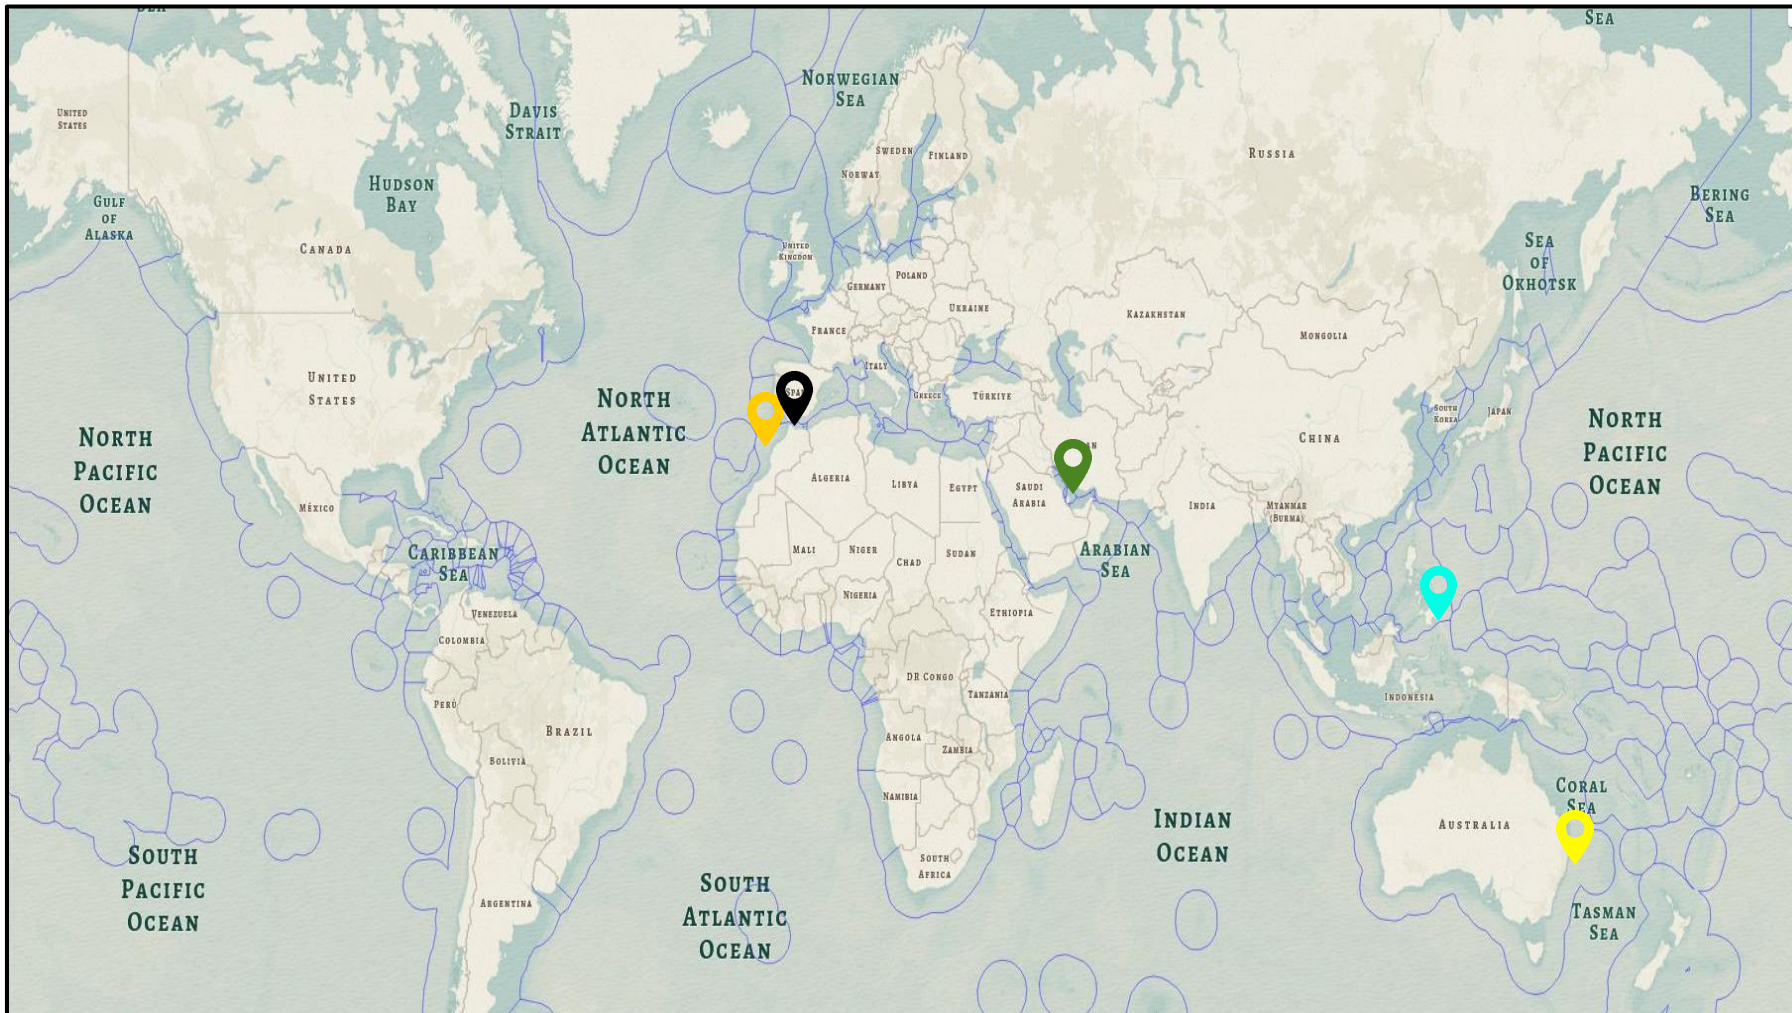 SEA
SEA
NORWEGIAN
SEA
DAVIS
STRAIT
UNITED
STATES
SWEDEN
FINLAND
NORWAY
RUSSIA
HUDSON
BAY
GULF
OF
ALASKA
BERING
SEA
CANADA
UNITED
KINGDOM
SEA
OF
OKHOTSK
POLAND
GERMANY
UKRAINE
KAZAKHSTAN
FRANCE
MONGOLIA
ITALY
UNITED
STATES
SPA
GREECE
TÜRKIYE
NORTH
ATLANTIC
OCEAN
SOUTH
KOREA
JAPAN
NORTH
PACIFIC
OCEAN
NORTH
PACIFIC
OCEAN
CHINA
AN
ALGERIA
LIBYA
EGYPT
SAUDI
ARABIA
MÉXICO
INDIA
MYANMAR
(BURMA)
CARIBBEAN
SEA
MALI
NIGER
CHAD
SUDAN
ARABIAN
SEA
NIGERIA
ETHIOPIA
VENEZUELA
COLOMBIA
DR CONGO
TANZANIA
INDONESIA
PERÚ
BRAZIL
ANGOLA
ZAMBIA
BOLIVIA
NAMIBIA
CORAL
SEA
AUSTRALIA
INDIAN
OCEAN
SOUTH
AFRICA
SOUTH
PACIFIC
OCEAN
SOUTH
ATLANTIC
OCEAN
ARGENTINA
TASMAN
SEA